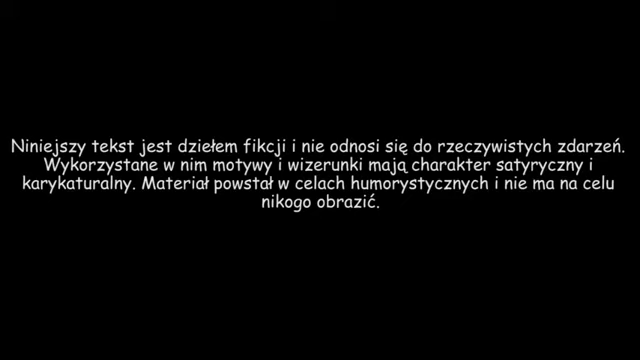 Niniejszy tekst jest dziełem fikcji i nie odnosi się do rzeczywistych zdarzeń.
Wykorzystane w nim motywy i wizerunki mają charakter satyryczny i
karykaturalny. Materiał powstał w celach humorystycznych i nie ma na celu
nikogo obrazić.